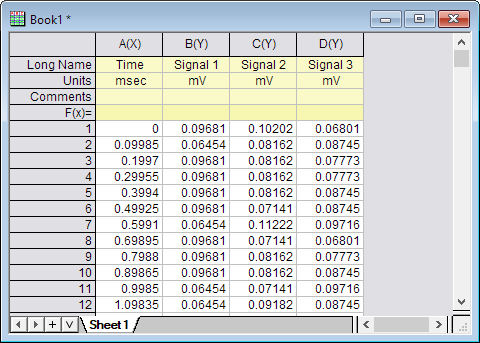 Book1 *
A(X) B(Y) C(Y) D(Y)
Long Name Time Signal 1 Signal 2 Signal 3
Units msec mV mV mV
Comments
F(x)=
1 0 0.09681 0.10202 0.06801
2 0.09985 0.06454 0.08162 0.08745
3 0.1997 0.09681 0.08162 0.07773
4 0.29955 0.09681 0.08162 0.07773
5 0.3994 0.09681 0.08162 0.08745
6 0.49925 0.09681 0.07141 0.08745
7 0.5991 0.06454 0.11222 0.09716
8 0.69895 0.09681 0.07141 0.06801
9 0.7988 0.09681 0.08162 0.07773
10 0.89865 0.09681 0.08162 0.08745
11 0.9985 0.06454 0.07141 0.09716
12 1.09835 0.06454 0.09182 0.08745
Sheet1